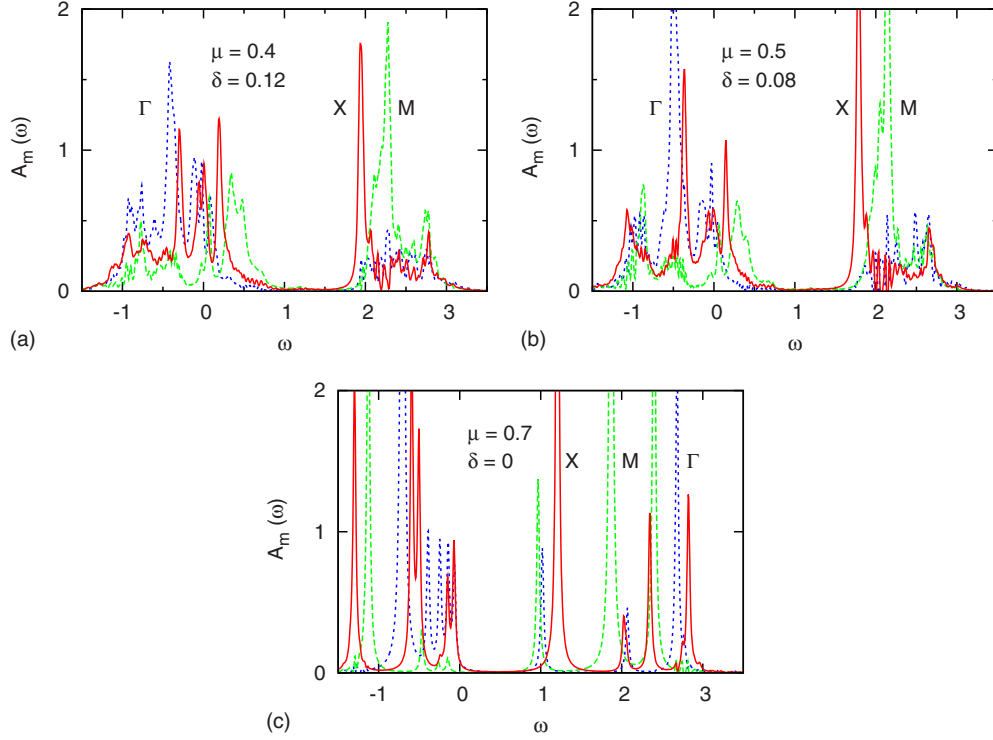 2
1
0
A_m (ω)
μ = 0.4
δ = 0.12
Γ
X
M
-1 0 1 2 3
ω
(a)
2
1
0
A_m (ω)
μ = 0.5
δ = 0.08
Γ
X
M
-1 0 1 2 3
ω
(b)
2
1
0
A_m (ω)
μ = 0.7
δ = 0
X
M
Γ
-1 0 1 2 3
ω
(c)